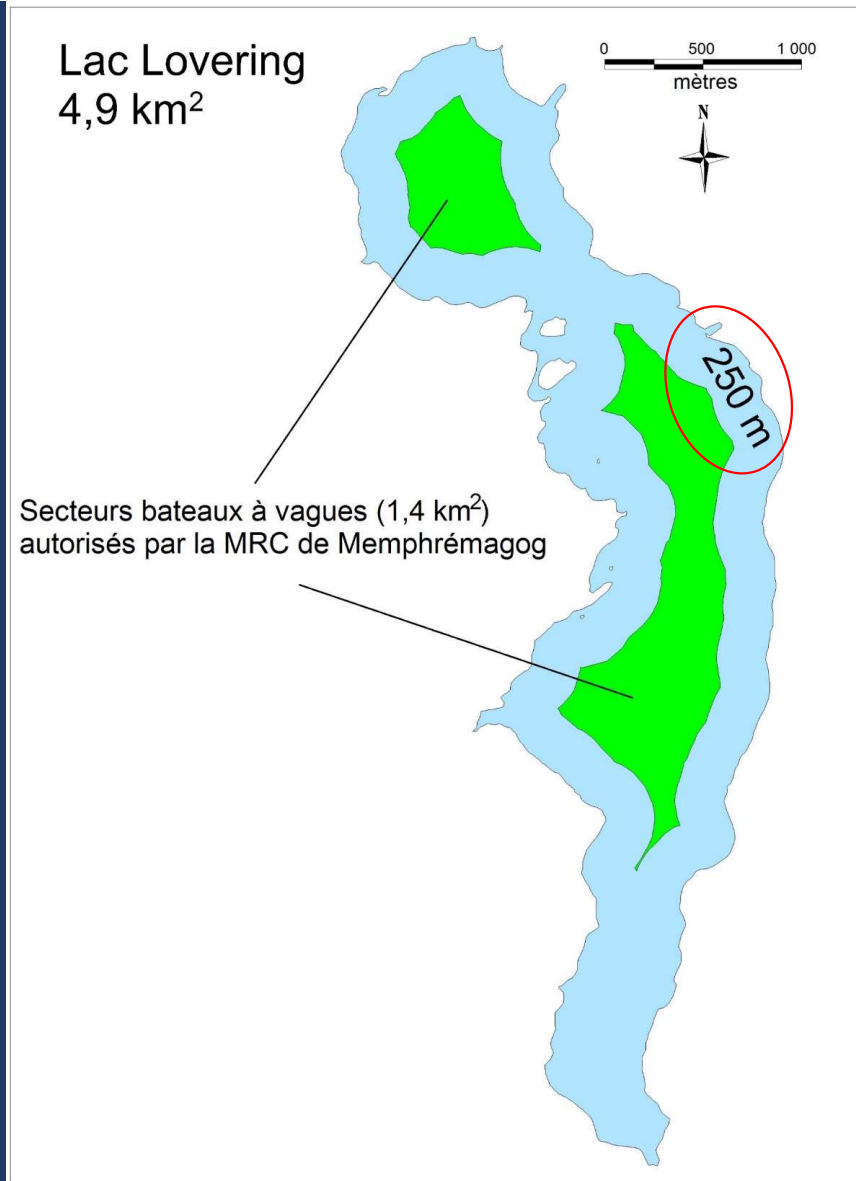 Lac Lovering
4,9 km²
0 500 1 000
mètres
N
250 m
Secteurs bateaux à vagues (1,4 km²)
autorisés par la MRC de Memphrémagog